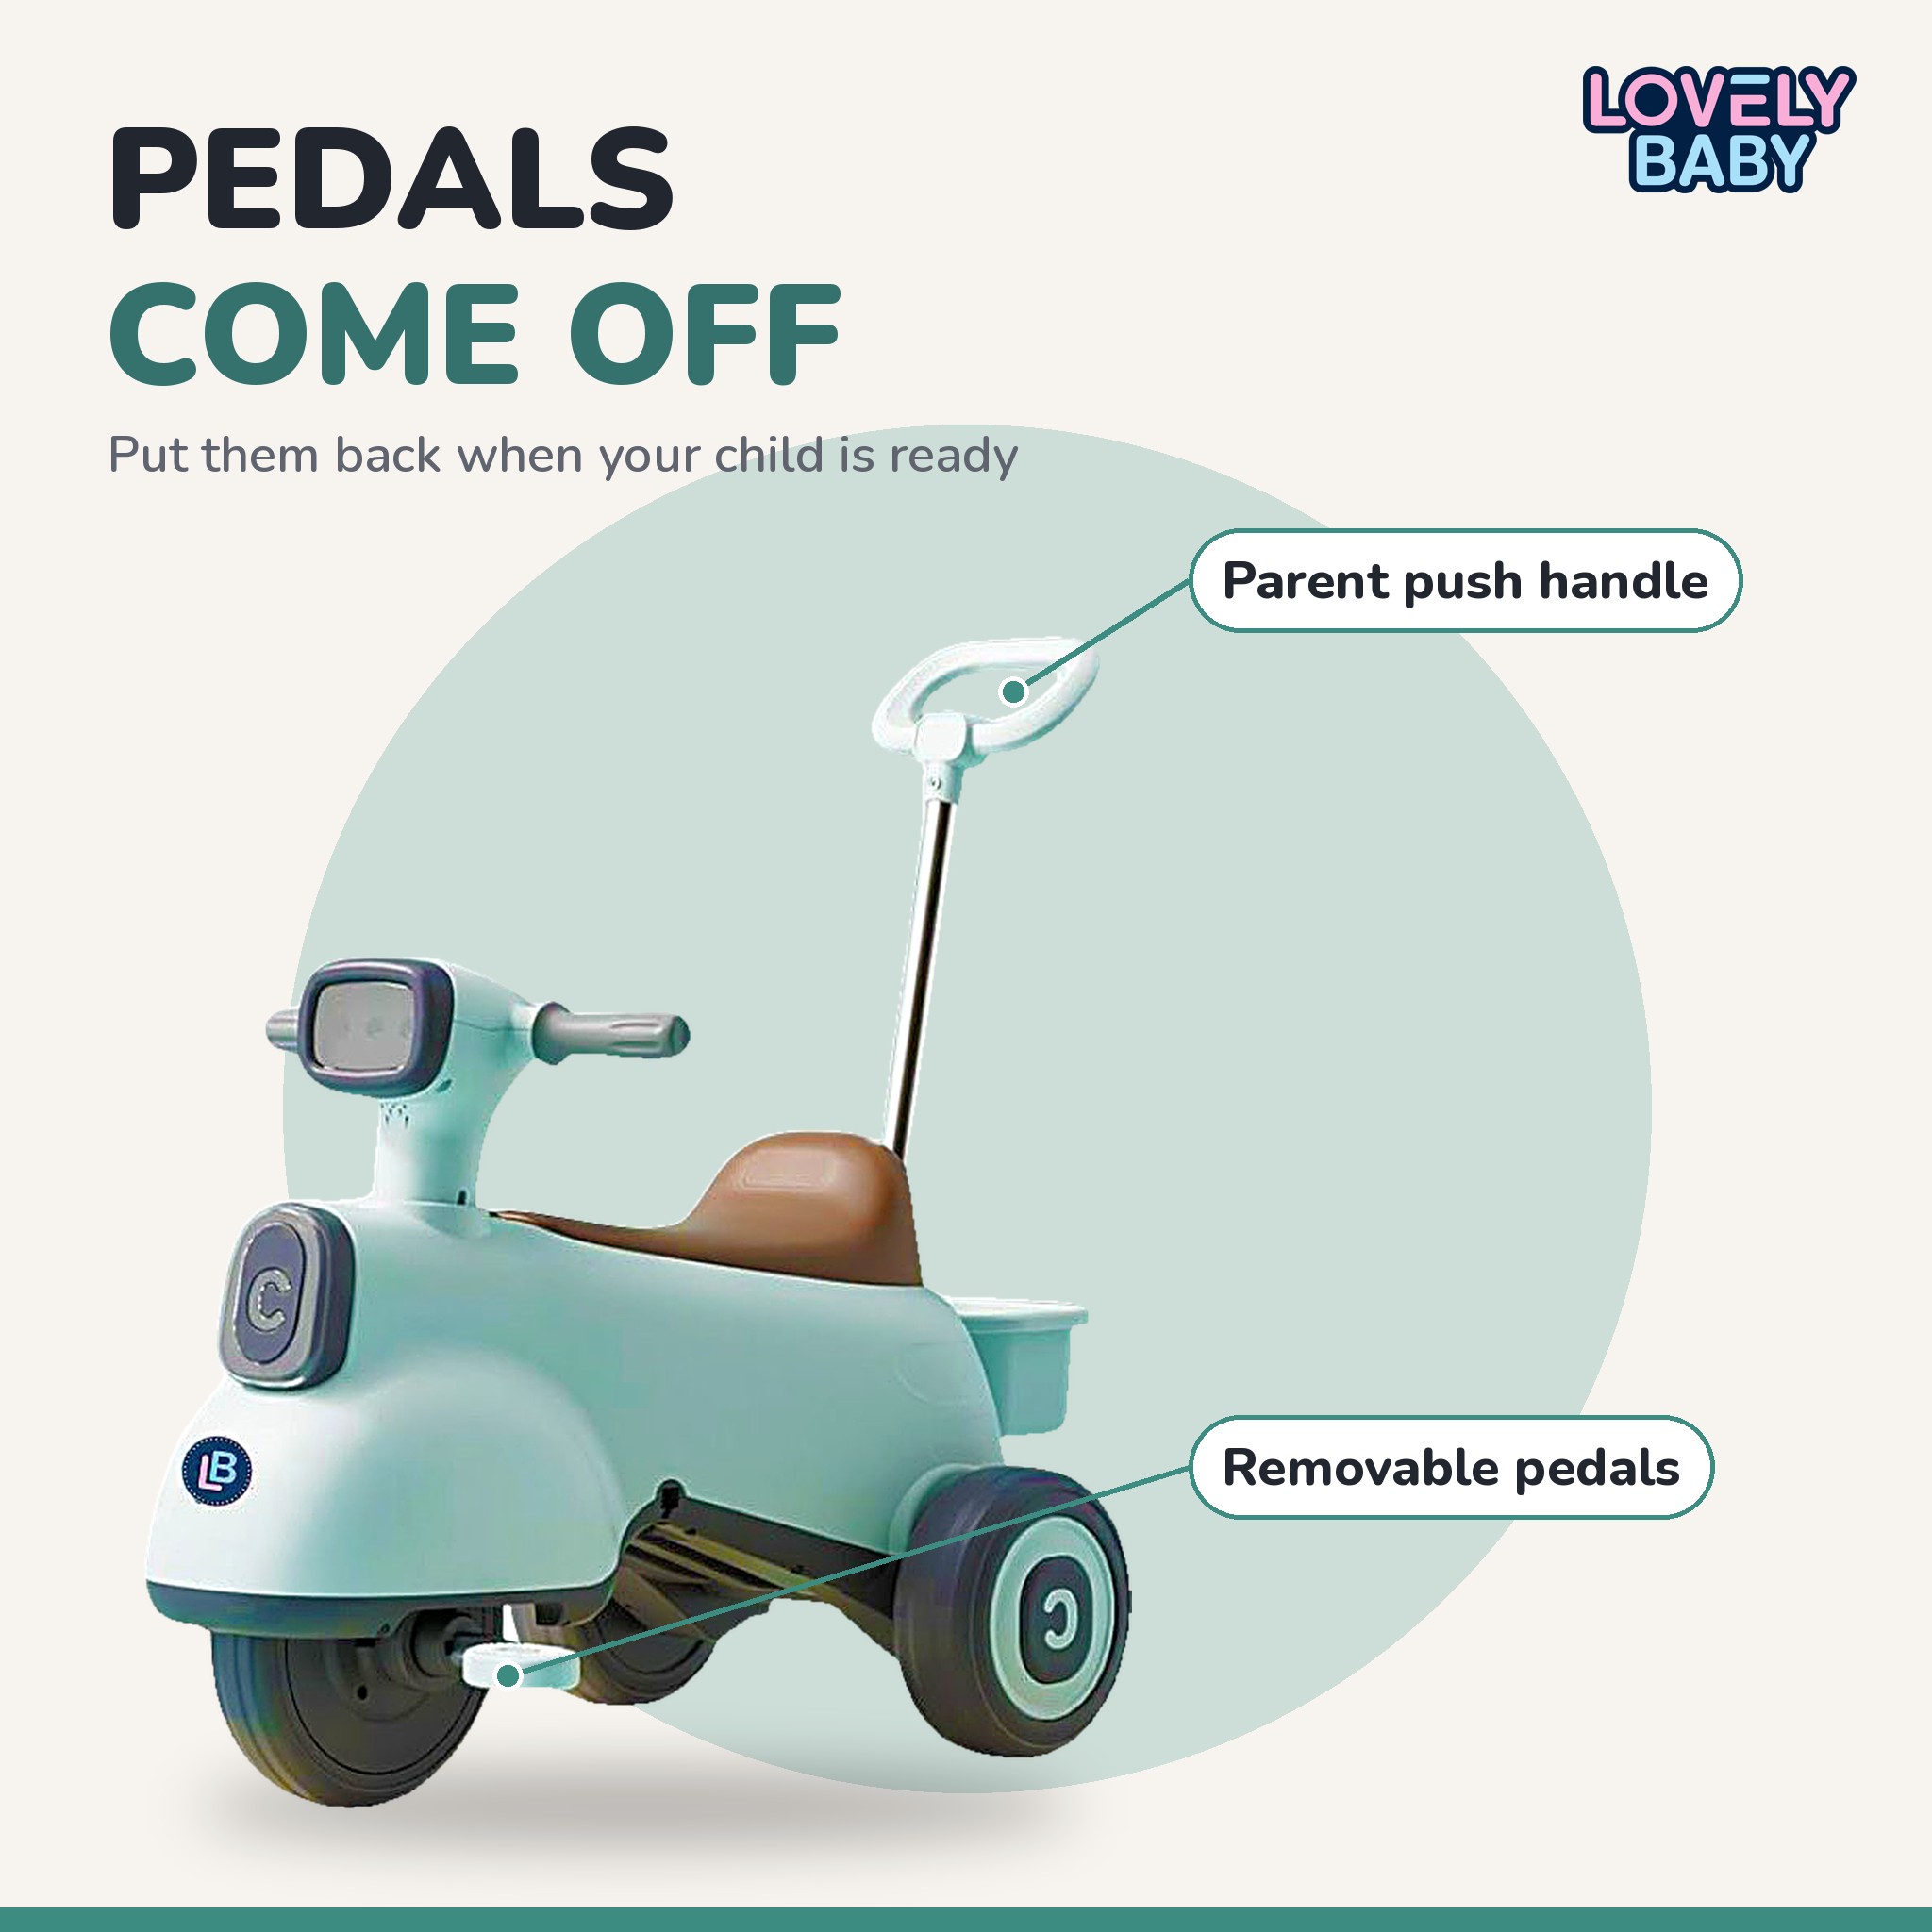 LOVELY
BABY
PEDALS
COME OFF
Put them back when your child is ready
Parent push handle
C
Removable pedals
LB
C